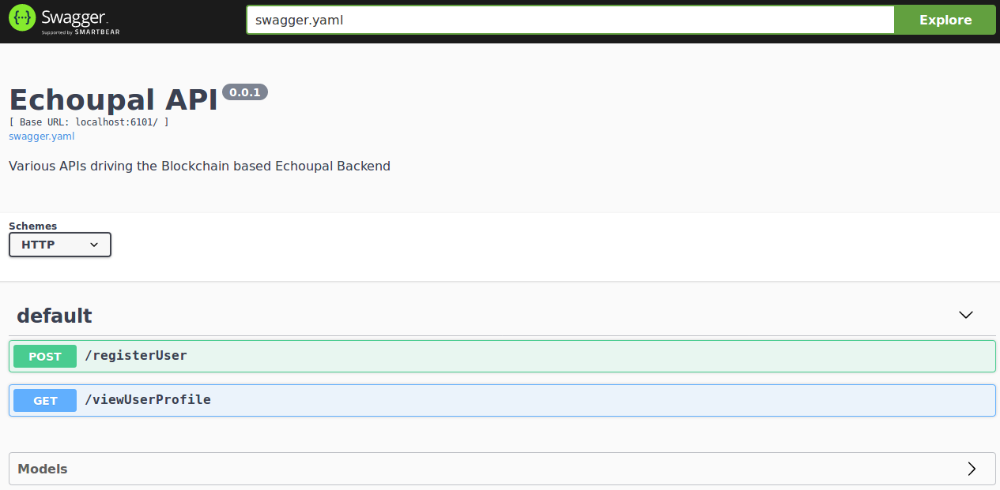 {···} Swagger
Supported by SMARTBEAR
swagger.yaml
Explore
Echoupal API 0.0.1
[ Base URL: localhost:6101/ ]
swagger.yaml
Various APIs driving the Blockchain based Echoupal Backend
Schemes
HTTP
default
POST /registerUser
GET /viewUserProfile
Models